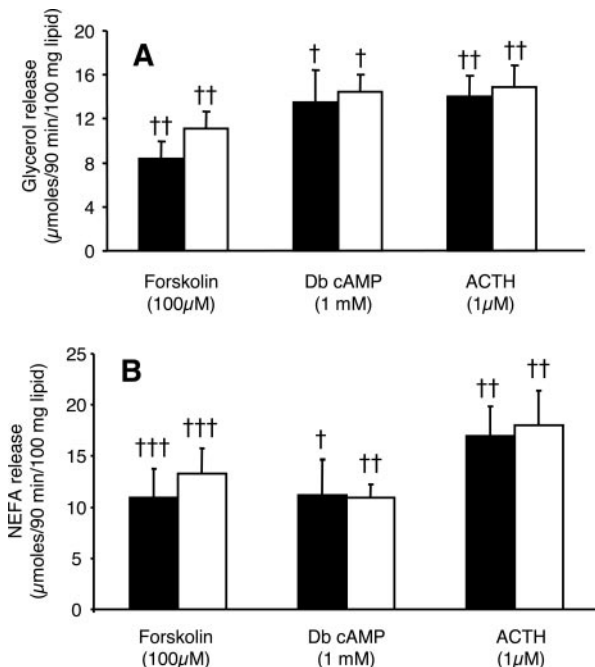 A
Glycerol release
(µmoles/90 min/100 mg lipid)
20
16
12
8
4
0
††
††
†
†
††
††
Forskolin
(100µM)
Db cAMP
(1 mM)
ACTH
(1µM)
B
NEFA release
(µmoles/90 min/100 mg lipid)
25
20
15
10
5
0
†††
†††
†
††
††
††
Forskolin
(100µM)
Db cAMP
(1 mM)
ACTH
(1µM)